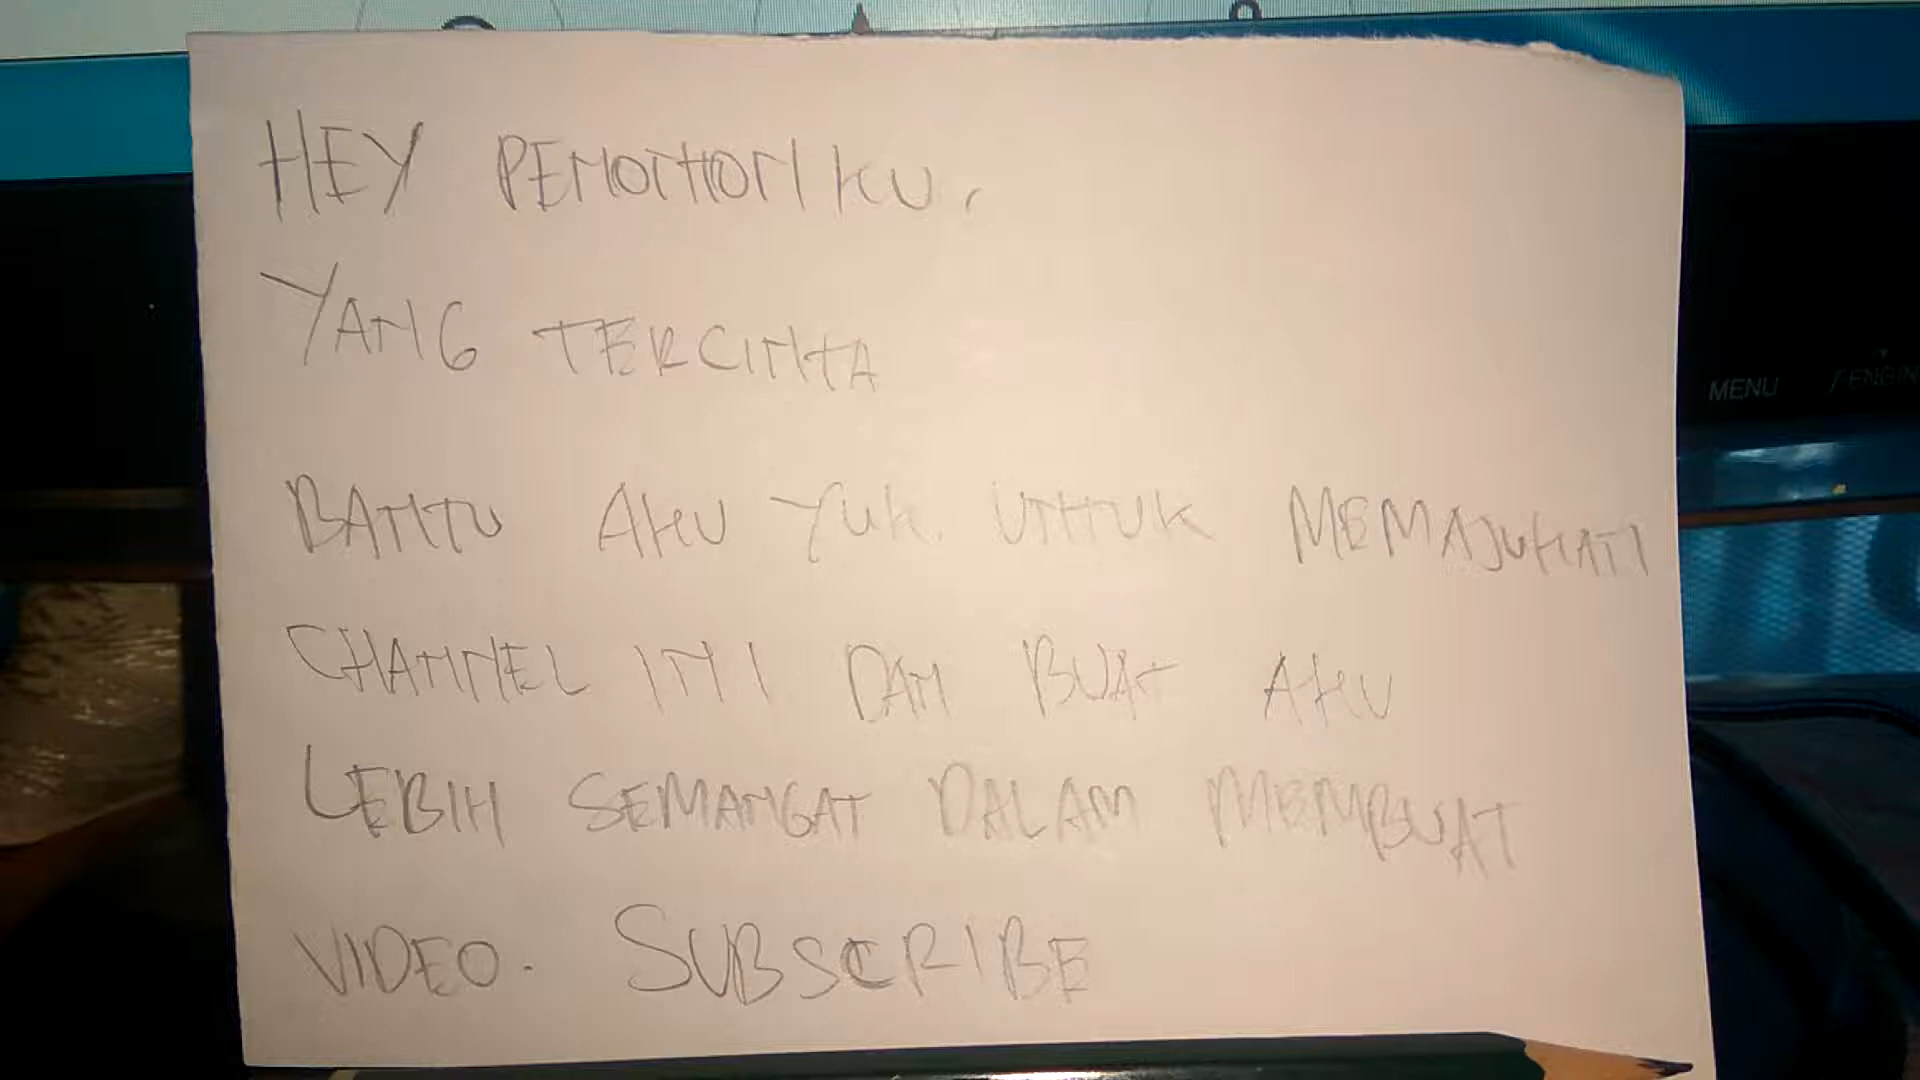 HEY PENONTONKU,
YANG TERCINTA
BANTU AKU YUK. UNTUK MEMAJUKAN
CHANNEL INI DAN BUAT AKU
LEBIH SEMANGAT DALAM MEMBUAT
VIDEO. SUBSCRIBE
MENU